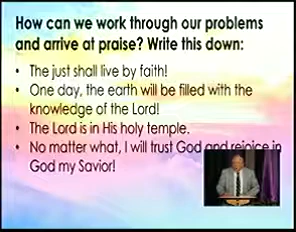 How can we work through our problems
and arrive at praise? Write this down:
• The just shall live by faith!
• One day, the earth will be filled with the
knowledge of the Lord!
• The Lord is in His holy temple.
• No matter what, I will trust God and rejoice in
God my Savior!